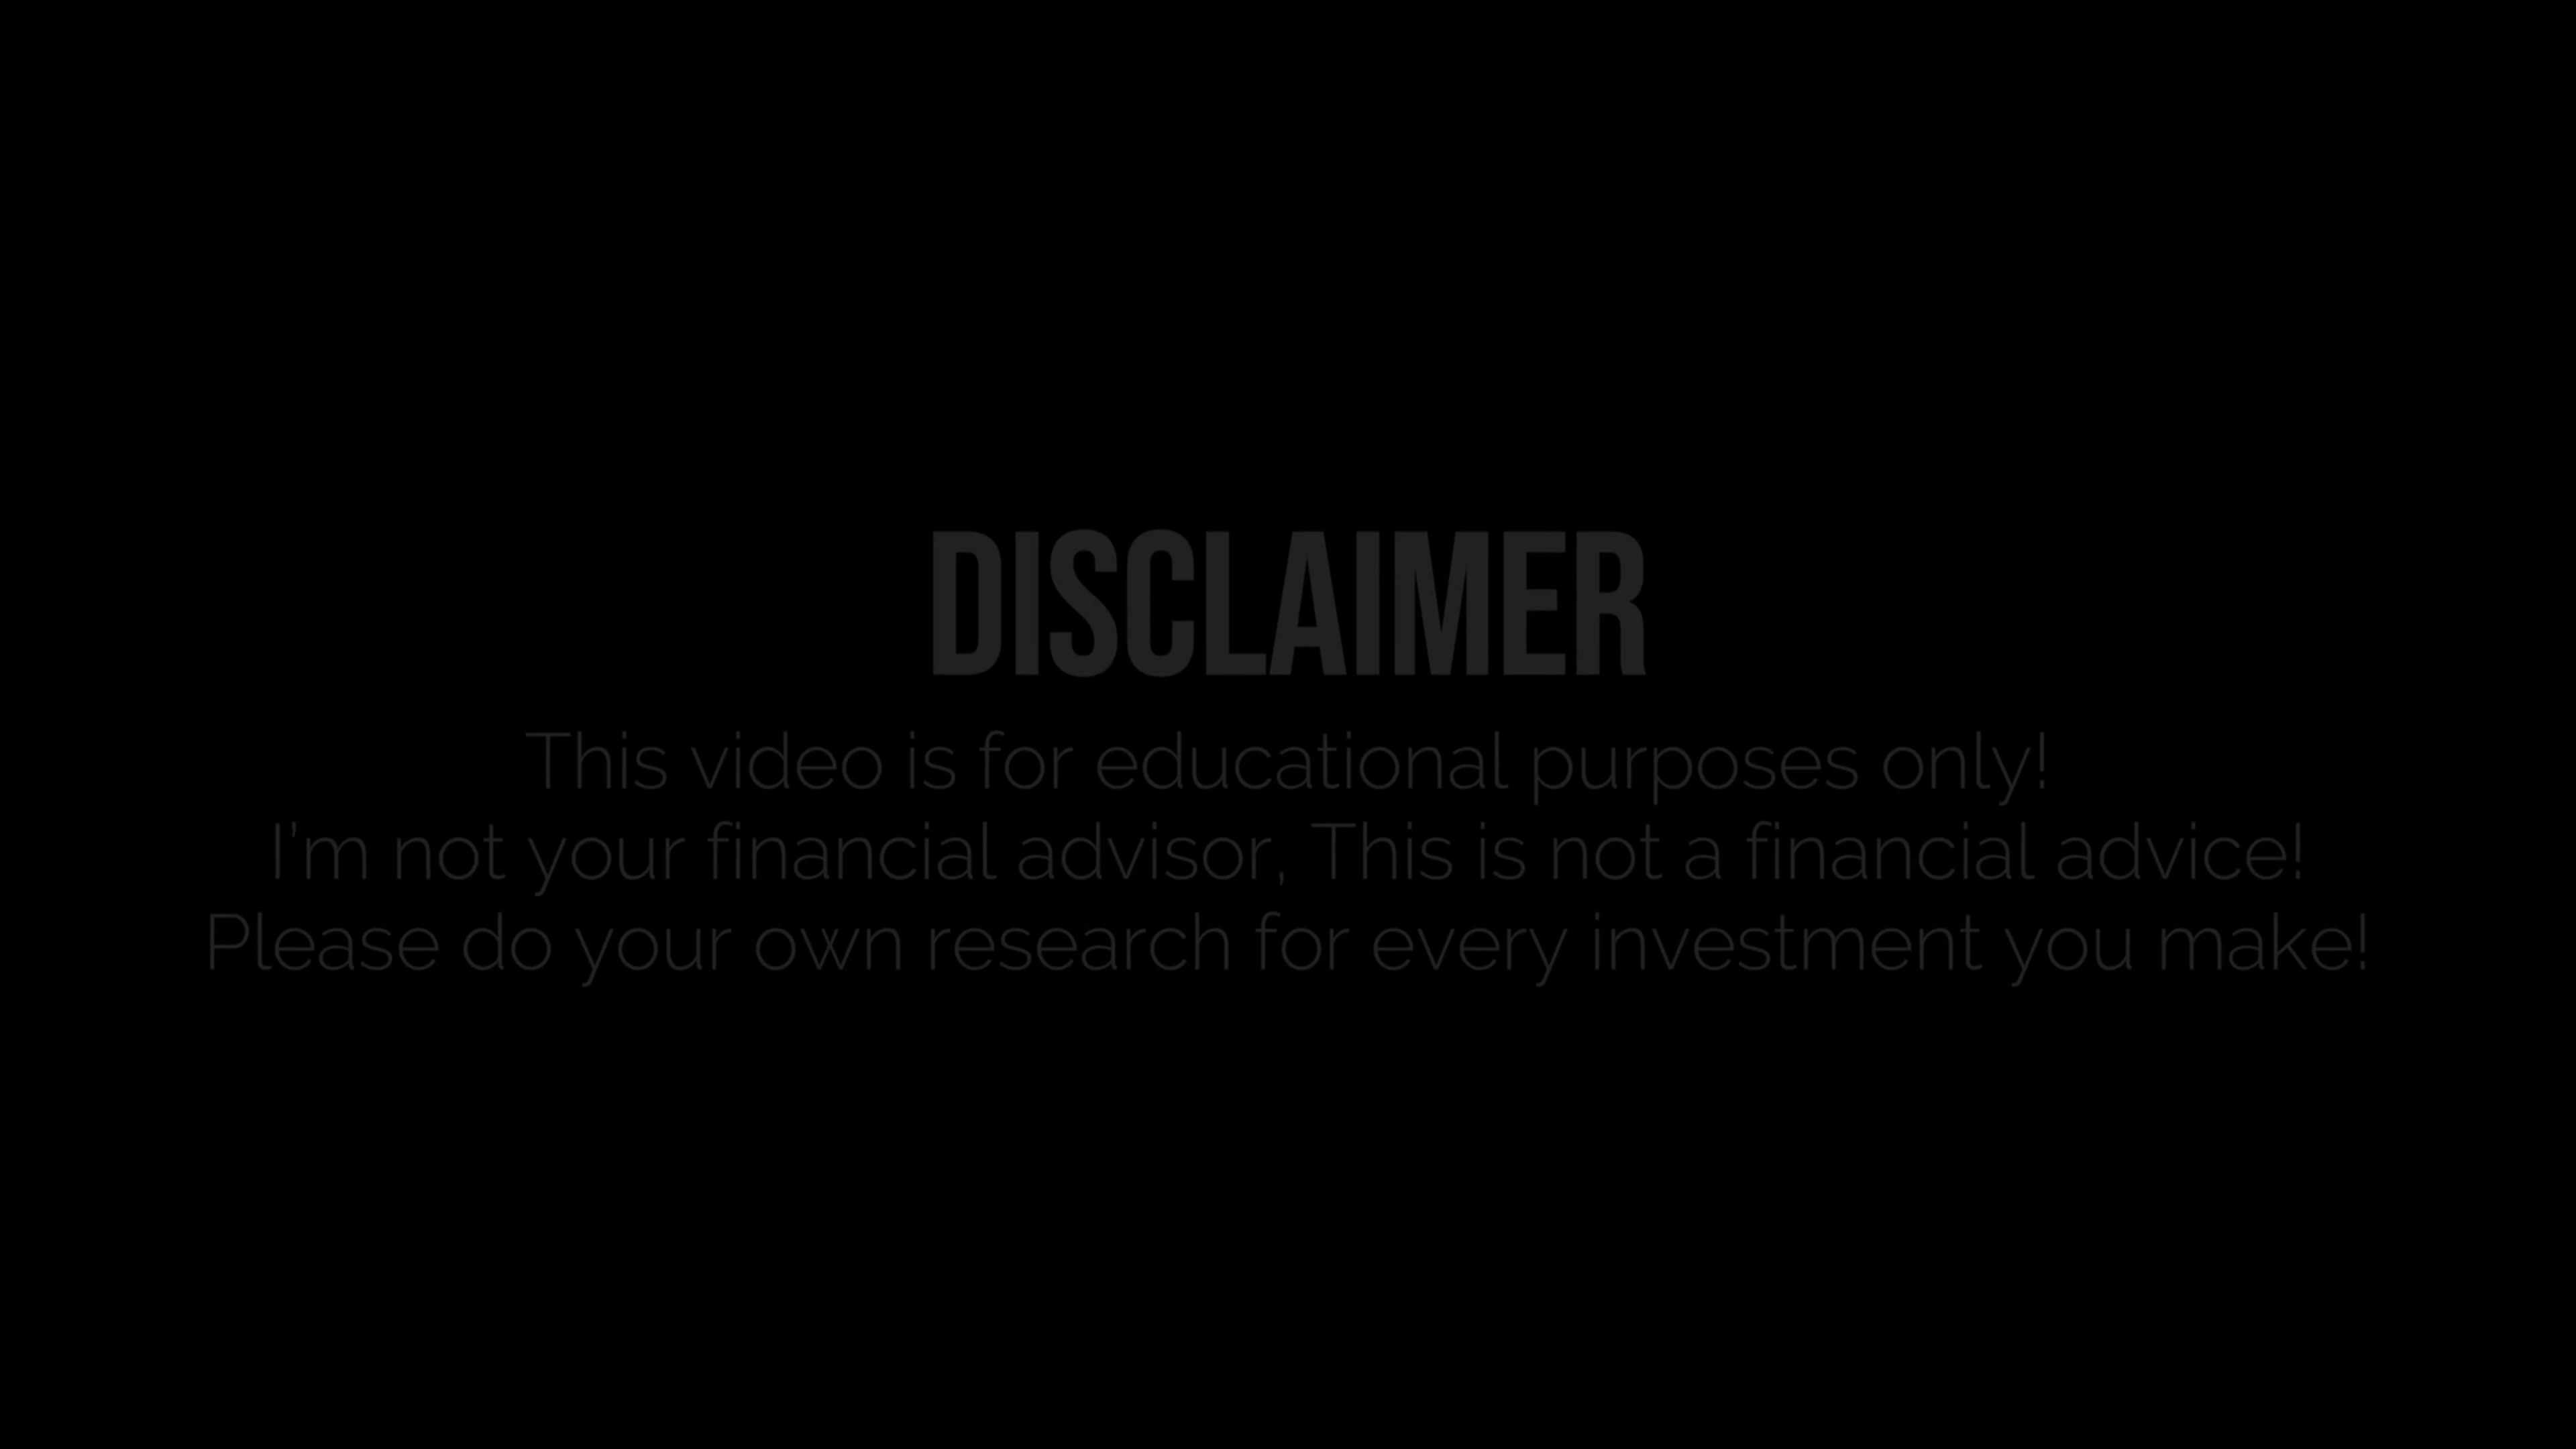 DISCLAIMER
This video is for educational purposes only!
I'm not your financial advisor, This is not a financial advice!
Please do your own research for every investment you make!